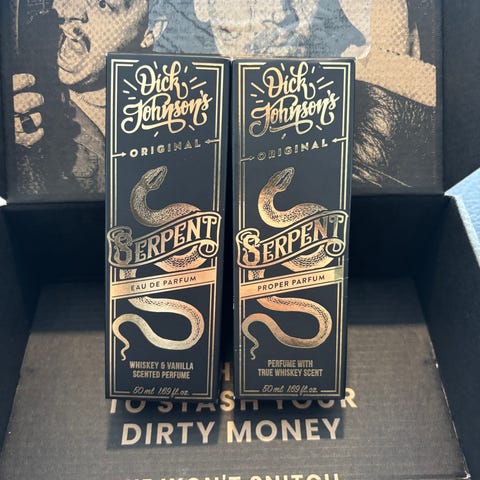 Dick
Johnson's
ORIGINAL
SERPENT
EAU DE PARFUM
WHISKEY & VANILLA
SCENTED PERFUME
50 ml 1.69 fl. oz.
Dick
Johnson's
ORIGINAL
SERPENT
PROPER PARFUM
PERFUME WITH
TRUE WHISKEY SCENT
50 ml 1.69 fl. oz.
TO STASH YOUR
DIRTY MONEY
WON'T SNITCH